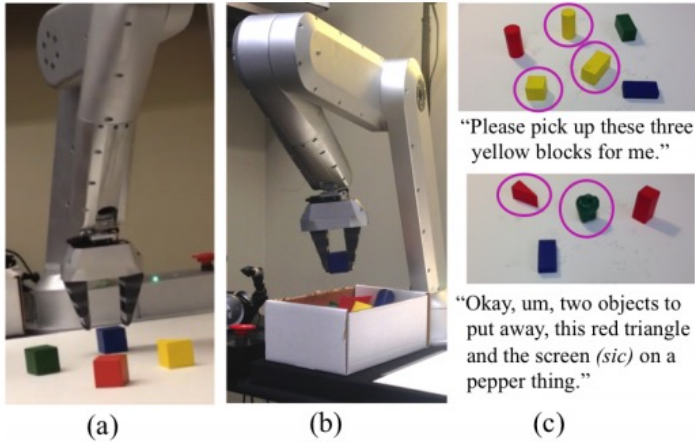 “Please pick up these three
yellow blocks for me.”
“Okay, um, two objects to
put away, this red triangle
and the screen (sic) on a
pepper thing.”
(a)
(b)
(c)